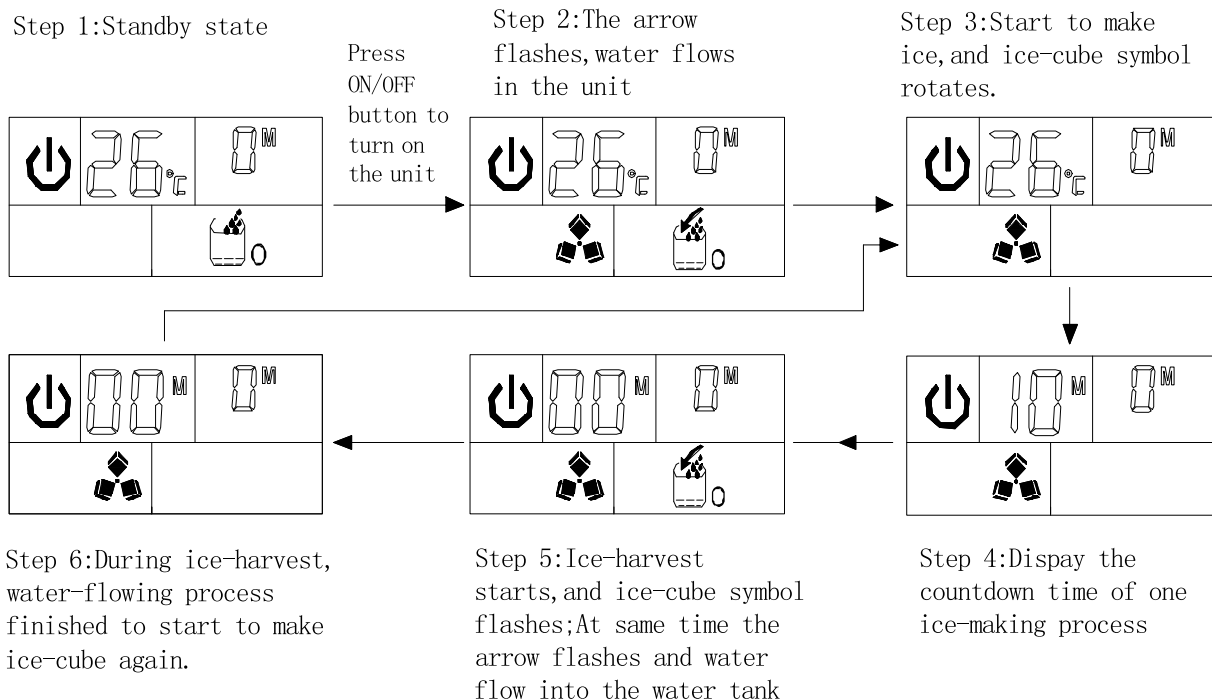 Step 1:Standby state
Press
ON/OFF
button to
turn on
the unit
Step 2:The arrow
flashes,water flows
in the unit
Step 3:Start to make
ice,and ice-cube symbol
rotates.
26°C 0 M
0
26°C 0 M
0
26°C 0 M
00 M 0 M
00 M 0 M
0
10 M 0 M
Step 6:During ice-harvest,
water-flowing process
finished to start to make
ice-cube again.
Step 5:Ice-harvest
starts,and ice-cube symbol
flashes;At same time the
arrow flashes and water
flow into the water tank
Step 4:Dispay the
countdown time of one
ice-making process